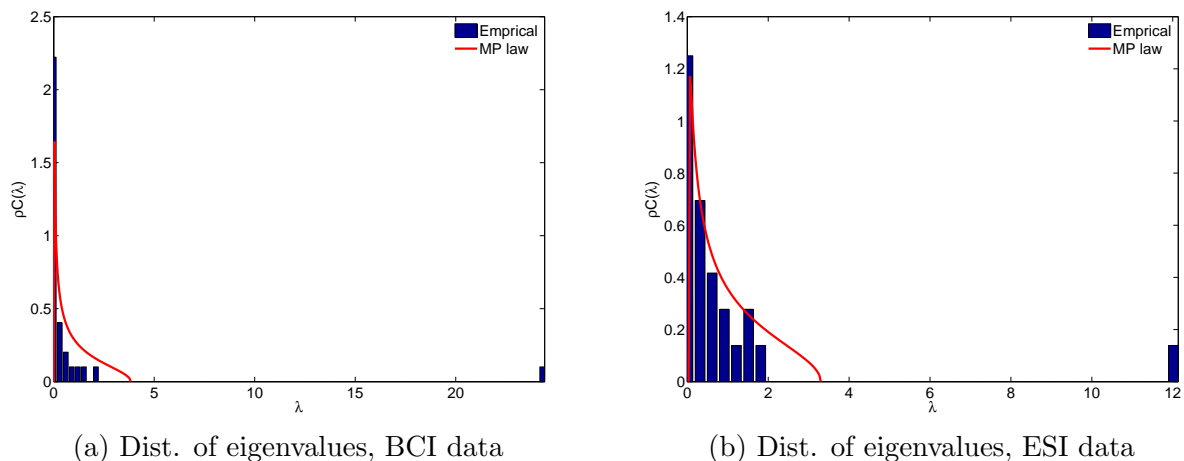 2.5
2
1.5
1
0.5
0
ρC(λ)
0
5
10
15
20
λ
Emprical
MP law
(a) Dist. of eigenvalues, BCI data
1.4
1.2
1
0.8
0.6
0.4
0.2
0
ρC(λ)
0
2
4
6
8
10
12
λ
Emprical
MP law
(b) Dist. of eigenvalues, ESI data